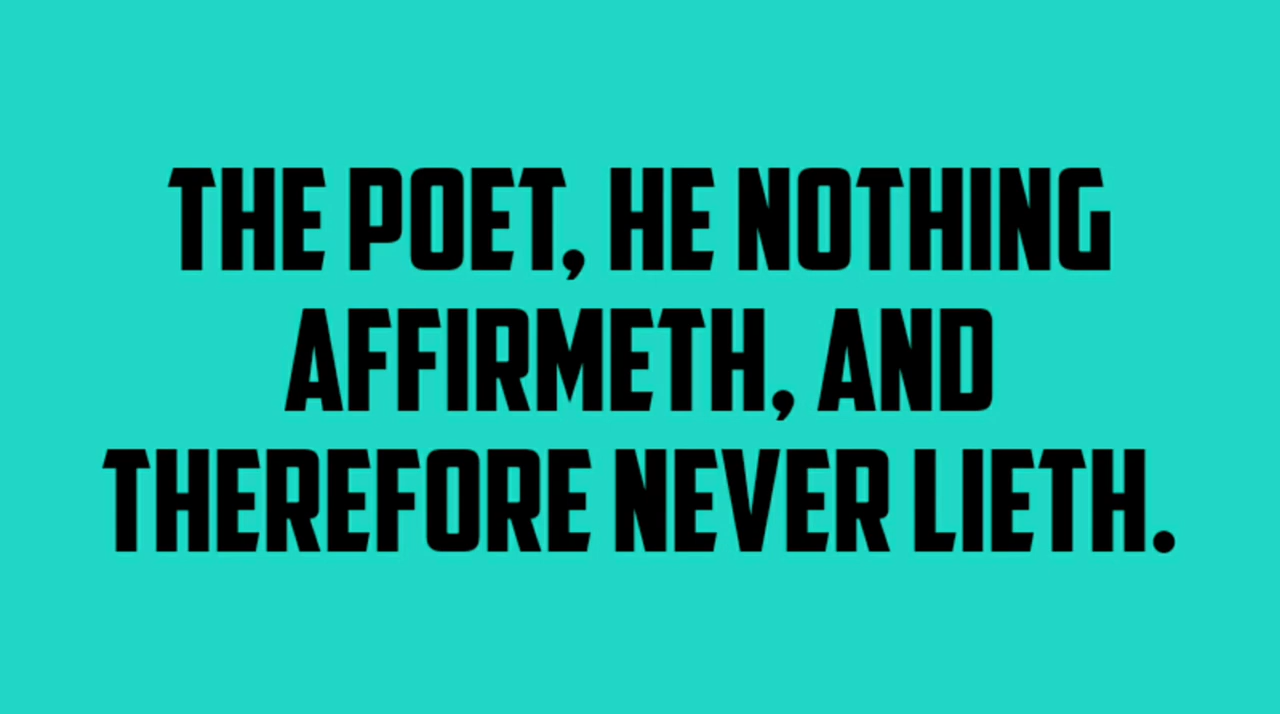 THE POET, HE NOTHING
AFFIRMETH, AND
THEREFORE NEVER LIETH.